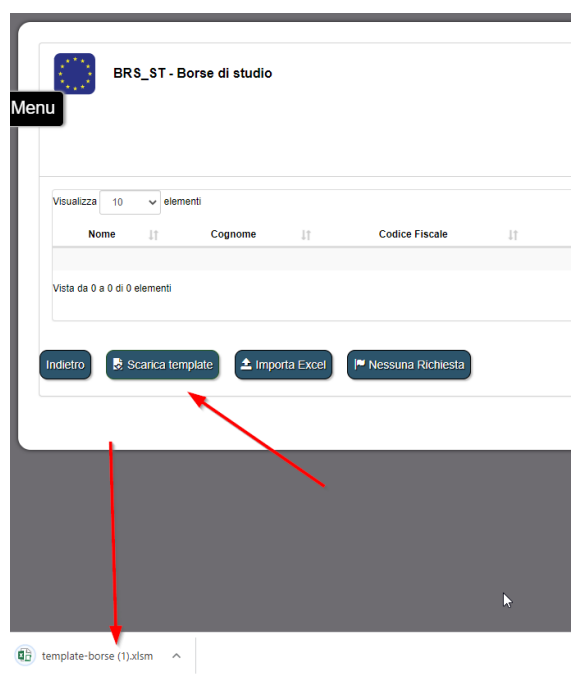 BRS_ST - Borse di studio
Menu
Visualizza 10 elementi
Nome Cognome Codice Fiscale
Vista da 0 a 0 di 0 elementi
Indietro Scarica template Importa Excel Nessuna Richiesta
template-borse (1).xlsm